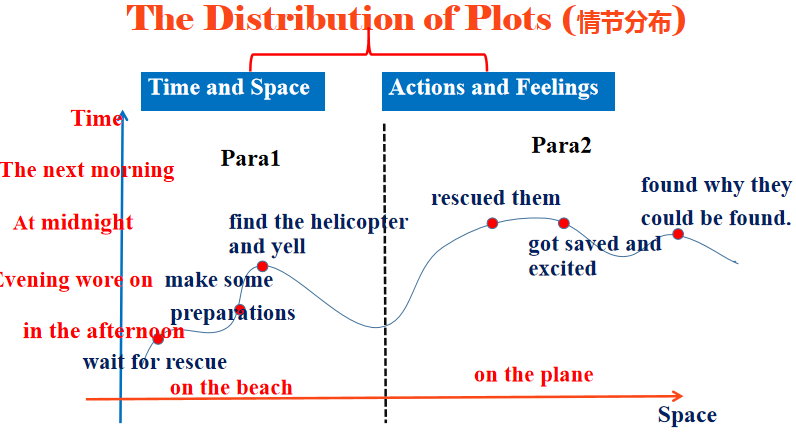 The Distribution of Plots (情节分布)
Time and Space
Actions and Feelings
Time
Para1
Para2
The next morning
rescued them
found why they
could be found.
At midnight
find the helicopter
and yell
got saved and
excited
Evening wore on
make some
preparations
in the afternoon
wait for rescue
on the beach
on the plane
Space